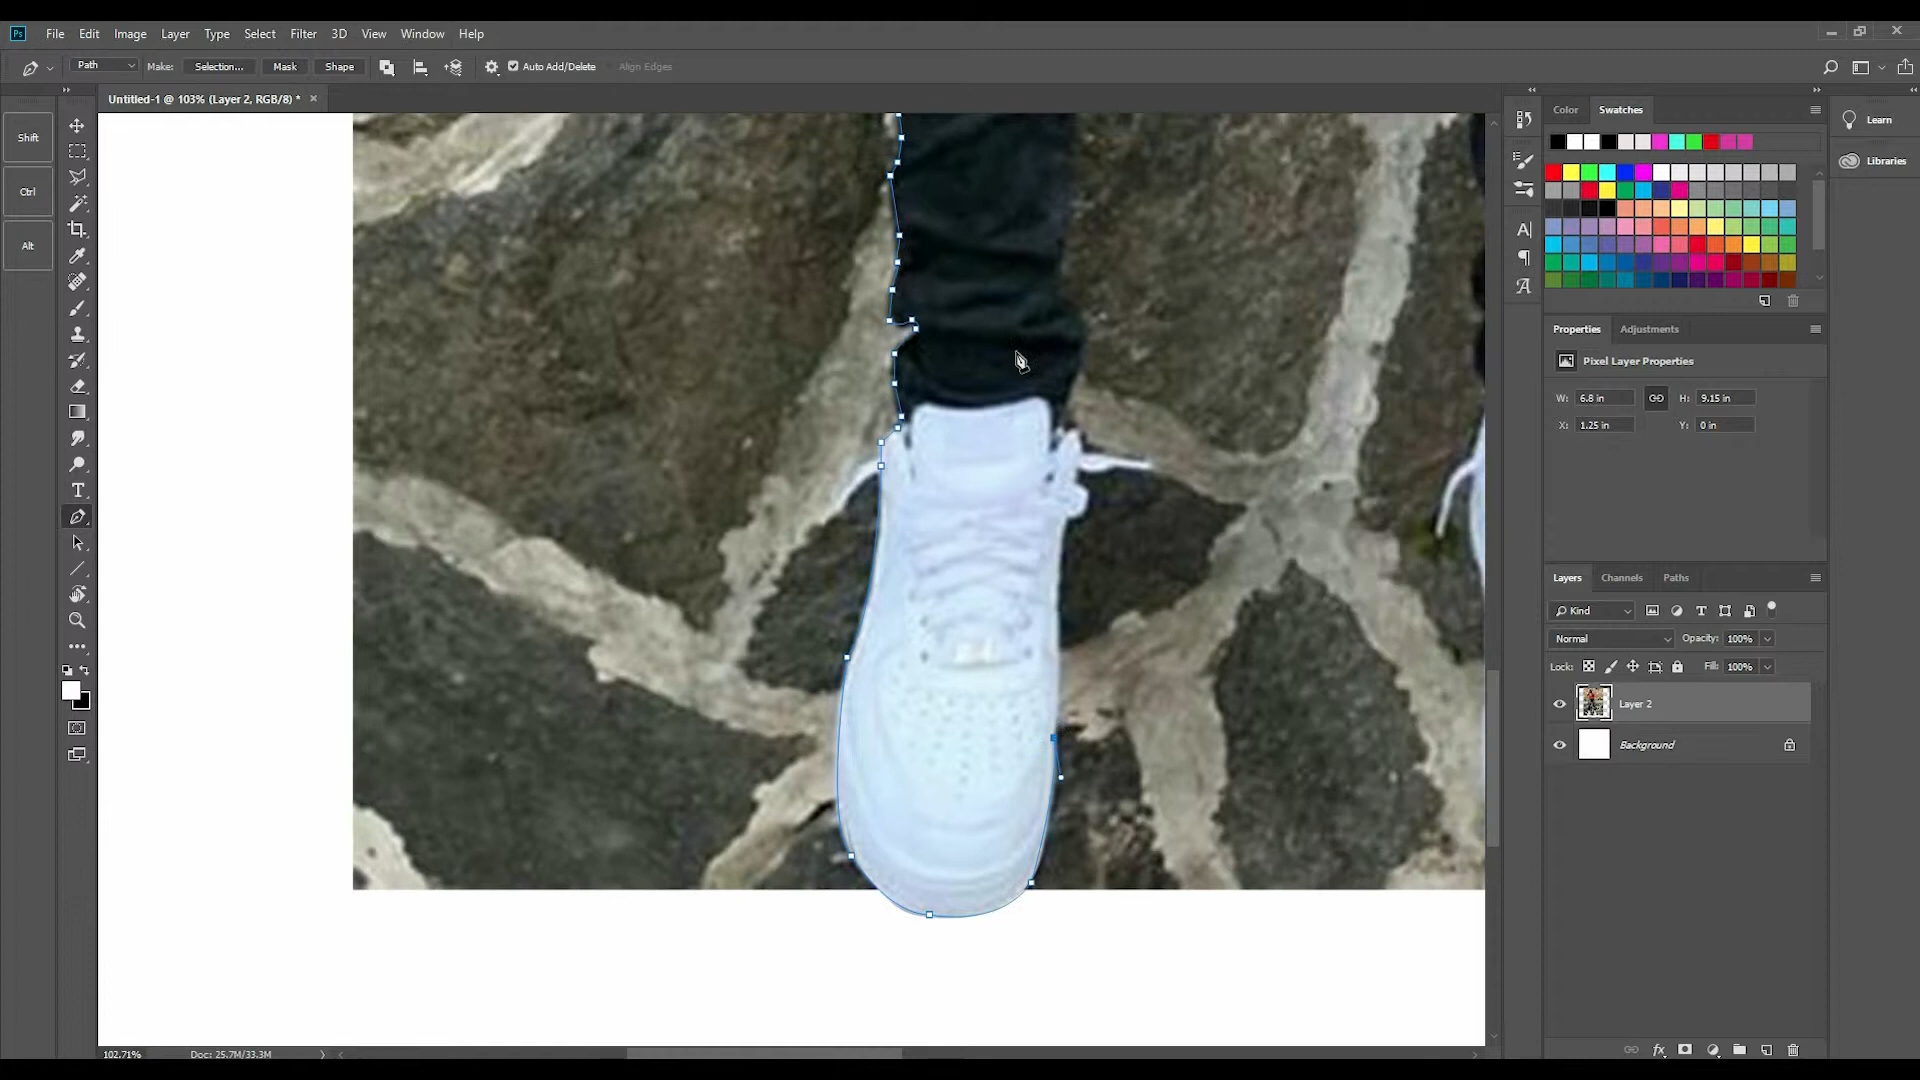 Ps File Edit Image Layer Type Select Filter 3D View Window Help
Path Make: Selection... Mask Shape Auto Add/Delete Align Edges
Untitled-1 @ 103% (Layer 2, RGB/8) * ×
Shift
Ctrl
Alt
Color Swatches
Learn
Libraries
Properties Adjustments
Pixel Layer Properties
W: 6.8 in H: 9.15 in
X: 1.25 in Y: 0 in
Layers Channels Paths
Kind
Normal Opacity: 100%
Lock: Fill: 100%
Layer 2
Background
102.71% Doc: 25.7M/33.3M